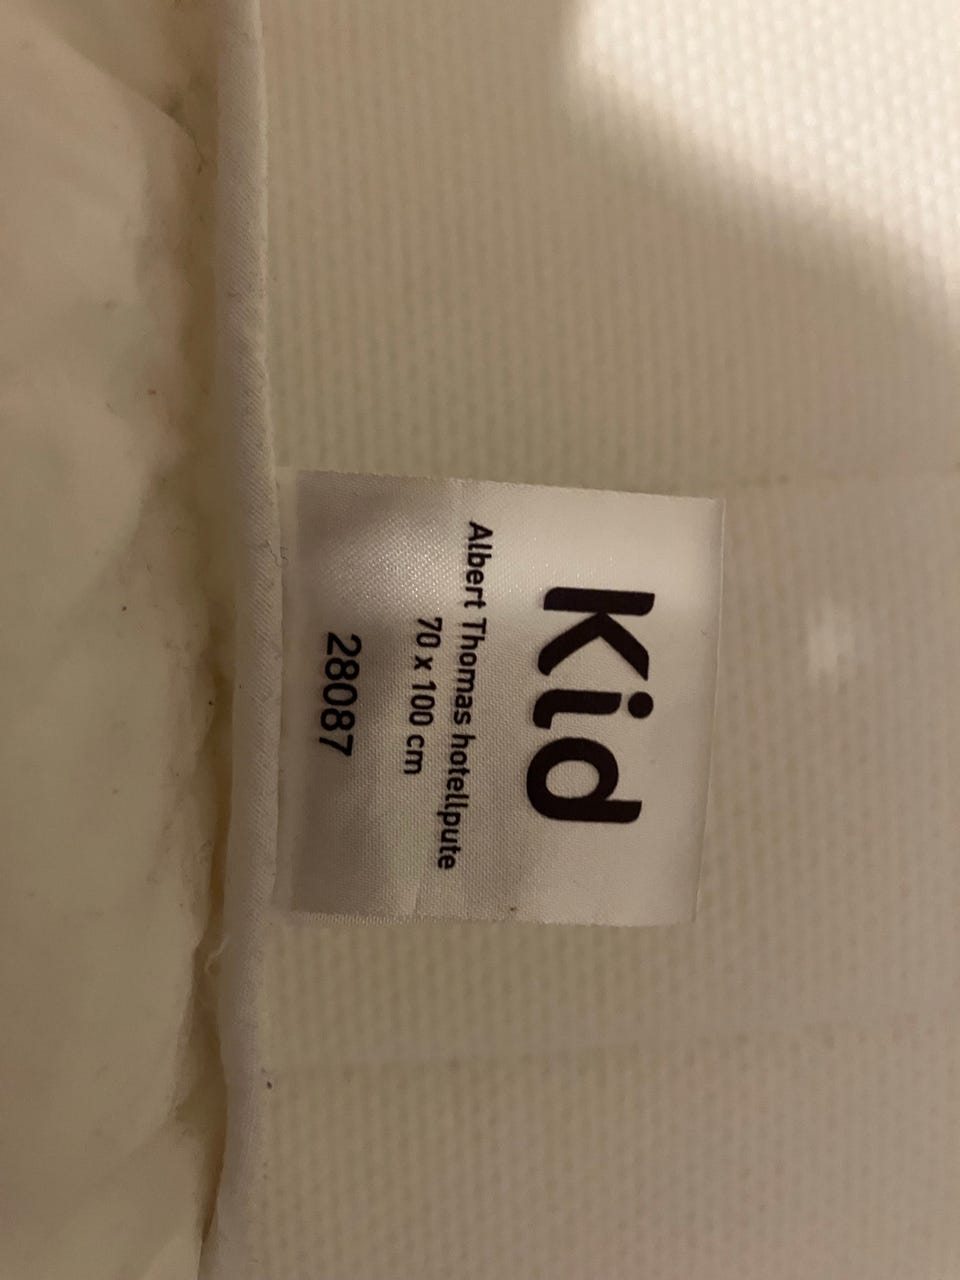 Kid
Albert Thomas hotellpute
70 x 100 cm
28087